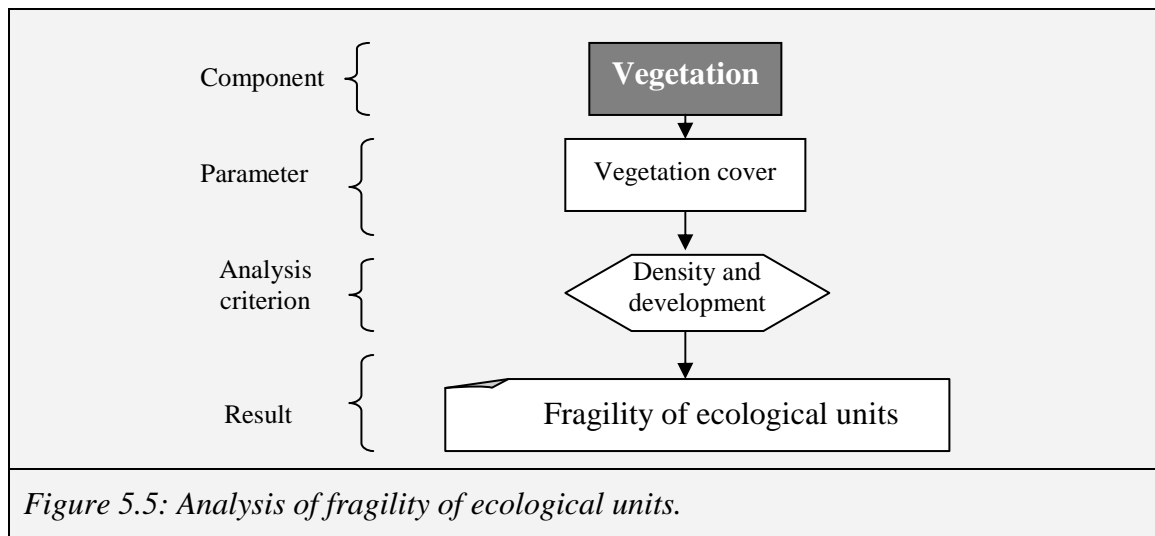 Component
Vegetation
Parameter
Vegetation cover
Analysis
criterion
Density and
development
Result
Fragility of ecological units
Figure 5.5: Analysis of fragility of ecological units.